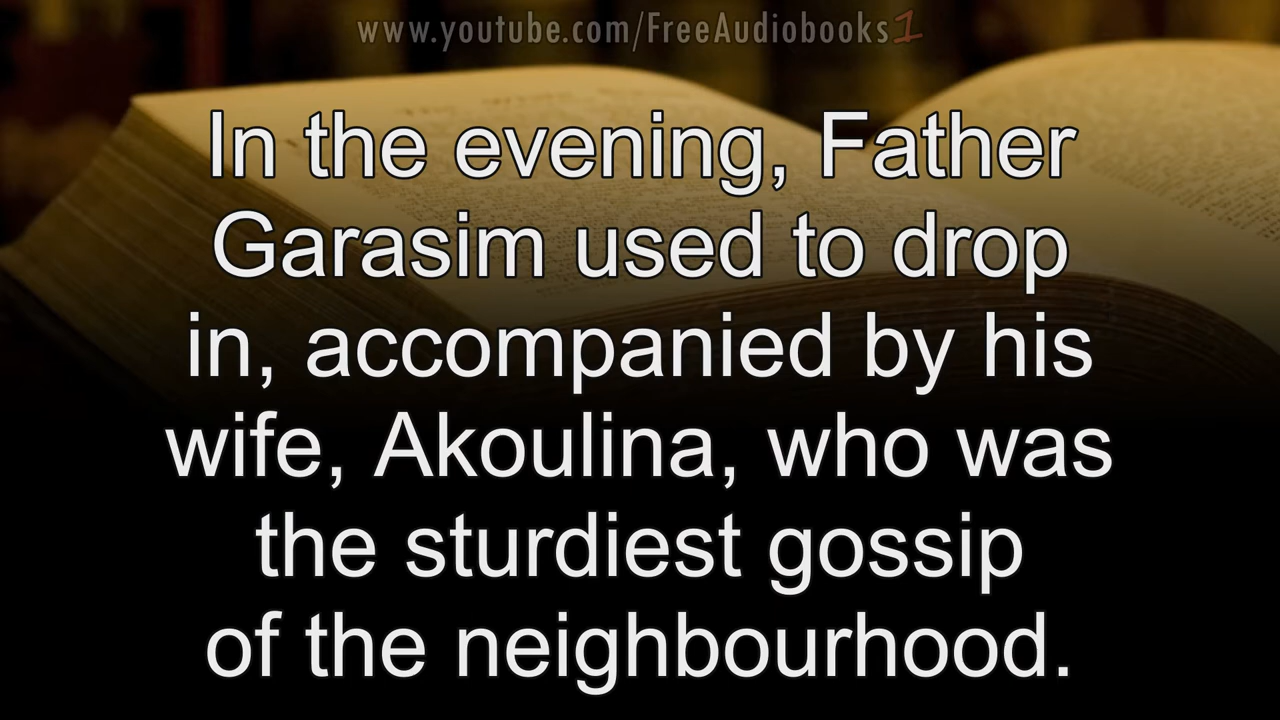 www.youtube.com/FreeAudiobooks1
In the evening, Father
Garasim used to drop
in, accompanied by his
wife, Akoulina, who was
the sturdiest gossip
of the neighbourhood.